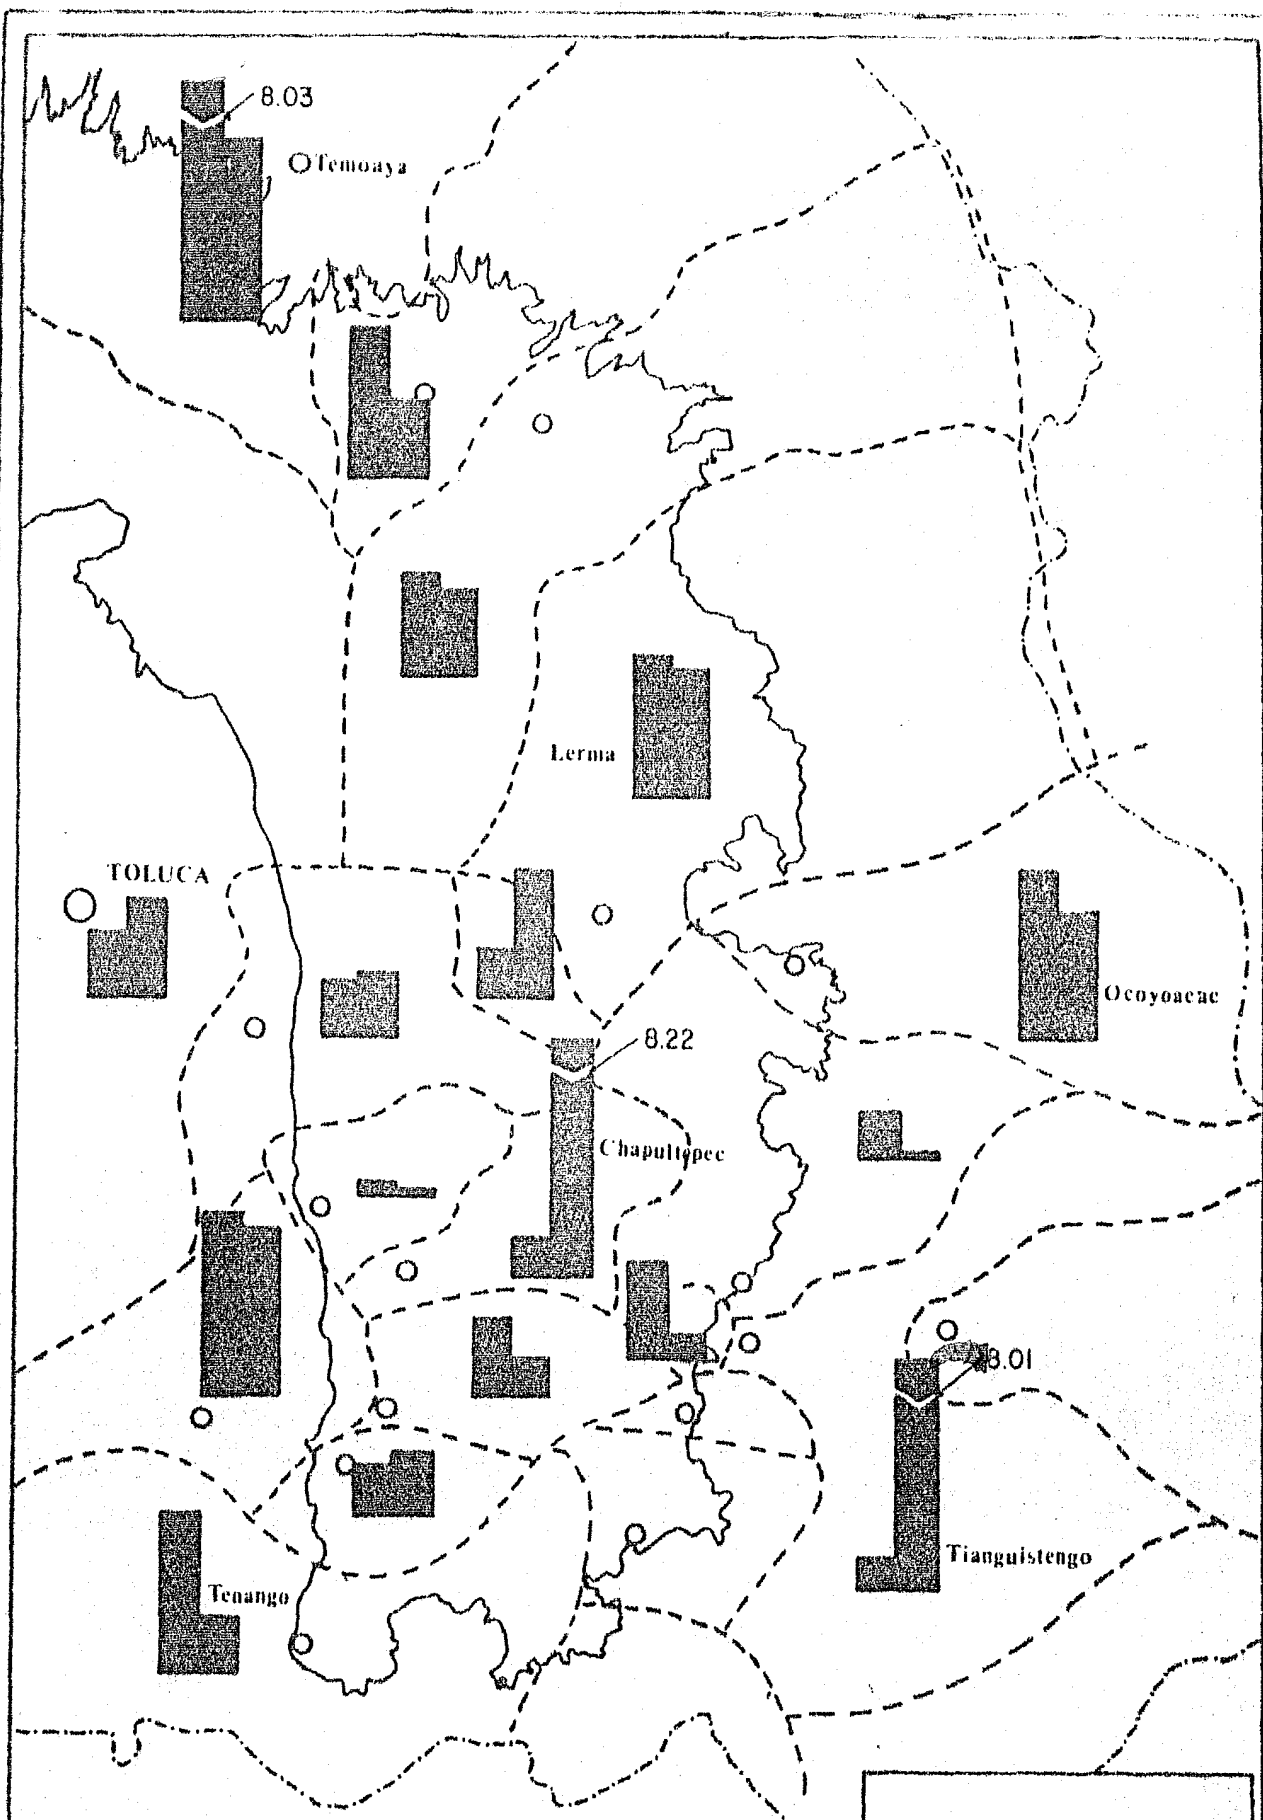 8.03
Temoaya
Lerma
TOLUCA
Ocoyoacac
8.22
Chapultepec
8.01
Tianguistengo
Tenango